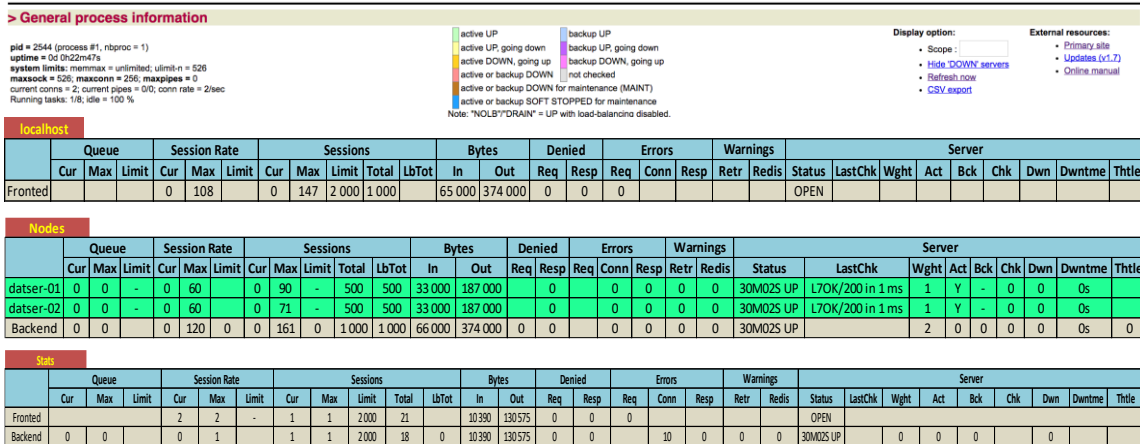 > General process information
pid = 2544 (process #1, nbproc = 1)
uptime = 0d 0h22m47s
system limits: memmax = unlimited; ulimit-n = 526
maxsock = 526; maxconn = 256; maxpipes = 0
current conns = 2; current pipes = 0/0; conn rate = 2/sec
Running tasks: 1/8; idle = 100 %
active UP backup UP
active UP, going down backup UP, going down
active DOWN, going up backup DOWN, going up
active or backup DOWN not checked
active or backup DOWN for maintenance (MAINT)
active or backup SOFT STOPPED for maintenance
Note: "NOLB"/"DRAIN" = UP with load-balancing disabled.
Display option:
• Scope :
• Hide 'DOWN' servers
• Refresh now
• CSV export
External resources:
• Primary site
• Updates (v1.7)
• Online manual
localhost
Queue Session Rate Sessions Bytes Denied Errors Warnings Server
Cur Max Limit Cur Max Limit Cur Max Limit Total LbTot In Out Req Resp Req Conn Resp Retr Redis Status LastChk Wght Act Bck Chk Dwn Dwntme Thtle
Fronted 0 108 0 147 2 000 1 000 65 000 374 000 0 0 0 OPEN
Nodes
Queue Session Rate Sessions Bytes Denied Errors Warnings Server
Cur Max Limit Cur Max Limit Cur Max Limit Total LbTot In Out Req Resp Req Conn Resp Retr Redis Status LastChk Wght Act Bck Chk Dwn Dwntme Thtle
datser-01 0 0 - 0 60 0 90 - 500 500 33 000 187 000 0 0 0 0 0 30M02S UP L7OK/200 in 1 ms 1 Y - 0 0 0s
datser-02 0 0 - 0 60 0 71 - 500 500 33 000 187 000 0 0 0 0 0 30M02S UP L7OK/200 in 1 ms 1 Y - 0 0 0s
Backend 0 0 0 120 0 0 161 0 1 000 1 000 66 000 374 000 0 0 0 0 0 0 30M02S UP 2 0 0 0 0 0s 0
Stats
Queue Session Rate Sessions Bytes Denied Errors Warnings Server
Cur Max Limit Cur Max Limit Cur Max Limit Total LbTot In Out Req Resp Req Conn Resp Retr Redis Status LastChk Wght Act Bck Chk Dwn Dwntme Thtle
Fronted 2 2 - 1 1 2 000 21 10 390 130 575 0 0 0 OPEN
Backend 0 0 0 1 1 1 2 000 18 0 10 390 130 575 0 0 10 0 0 0 30M02S UP 0 0 0 0